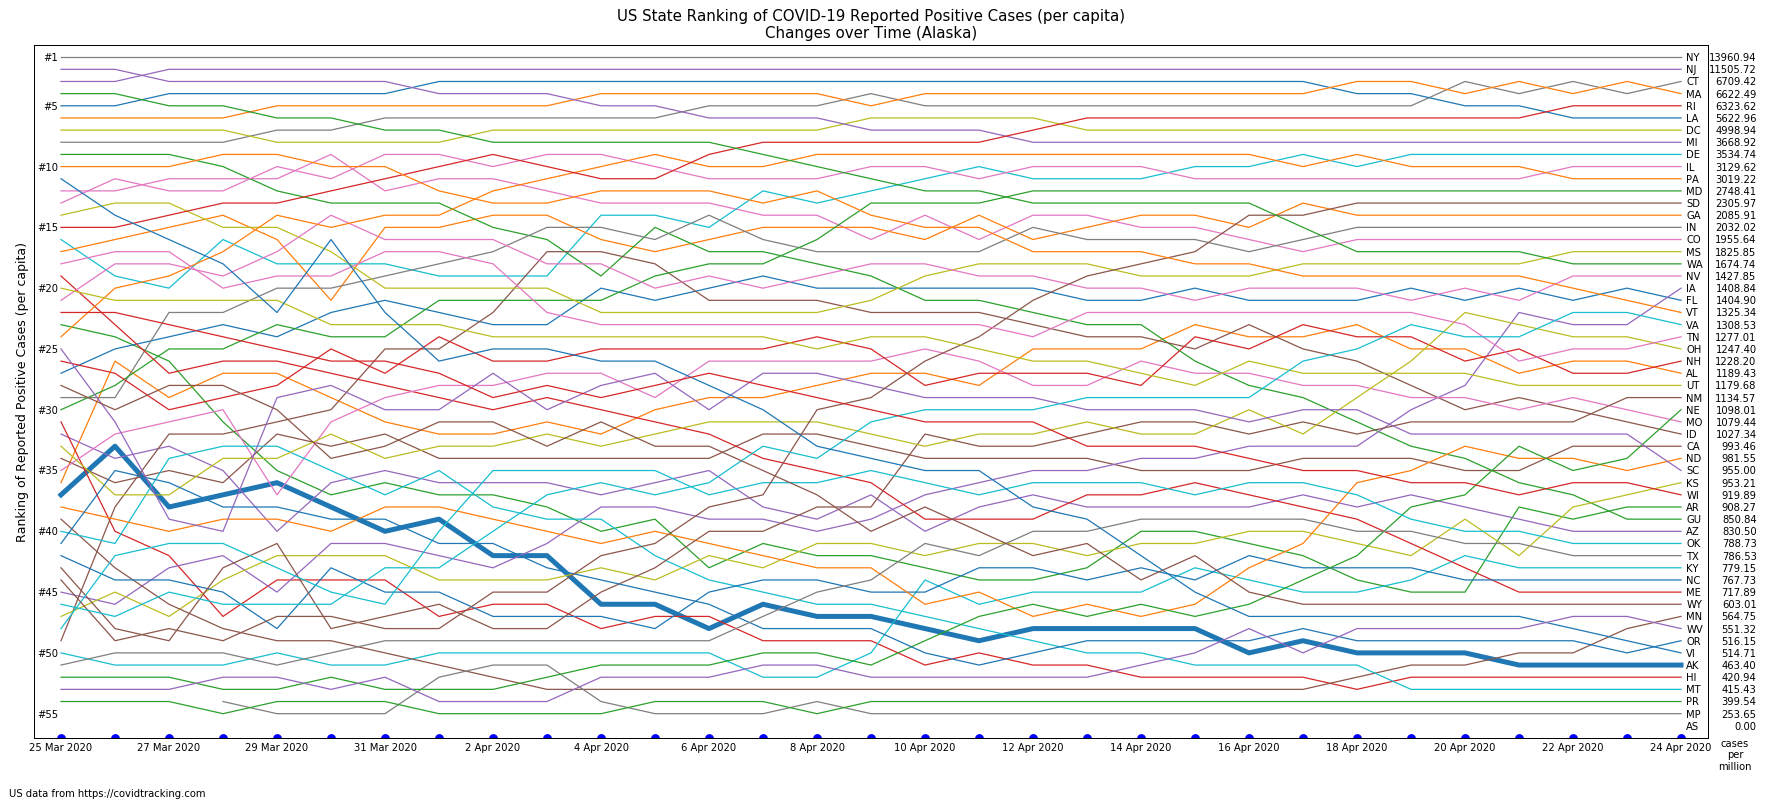 US State Ranking of COVID-19 Reported Positive Cases (per capita)
Changes over Time (Alaska)
Ranking of Reported Positive Cases (per capita)
#1
#5
#10
#15
#20
#25
#30
#35
#40
#45
#50
#55
NY 13960.94
NJ 11505.72
CT 6709.42
MA 6622.49
RI 6323.62
LA 5622.96
DC 4998.94
MI 3668.92
DE 3534.74
IL 3129.62
PA 3019.22
MD 2748.41
SD 2305.97
GA 2085.91
IN 2032.02
CO 1955.64
MS 1825.85
WA 1674.74
NV 1427.85
IA 1408.84
FL 1404.90
VT 1325.34
VA 1308.53
TN 1277.01
OH 1247.40
NH 1228.20
AL 1189.43
UT 1179.68
NM 1134.57
NE 1098.01
MO 1079.44
ID 1027.34
CA 993.46
ND 981.55
SC 955.00
KS 953.21
WI 919.89
AR 908.27
GU 850.84
AZ 830.50
OK 788.73
TX 786.53
KY 779.15
NC 767.73
ME 717.89
WY 603.01
MN 564.75
WV 551.32
OR 516.15
VI 514.71
AK 463.40
HI 420.94
MT 415.43
PR 399.54
MP 253.65
AS 0.00
25 Mar 2020 27 Mar 2020 29 Mar 2020 31 Mar 2020 2 Apr 2020 4 Apr 2020 6 Apr 2020 8 Apr 2020 10 Apr 2020 12 Apr 2020 14 Apr 2020 16 Apr 2020 18 Apr 2020 20 Apr 2020 22 Apr 2020 24 Apr 2020
cases
per
million
US data from https://covidtracking.com